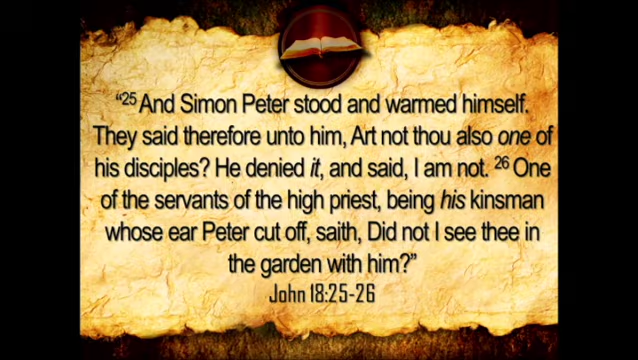 “25 And Simon Peter stood and warmed himself.
They said therefore unto him, Art not thou also one of
his disciples? He denied it, and said, I am not. 26 One
of the servants of the high priest, being his kinsman
whose ear Peter cut off, saith, Did not I see thee in
the garden with him?”
John 18:25-26